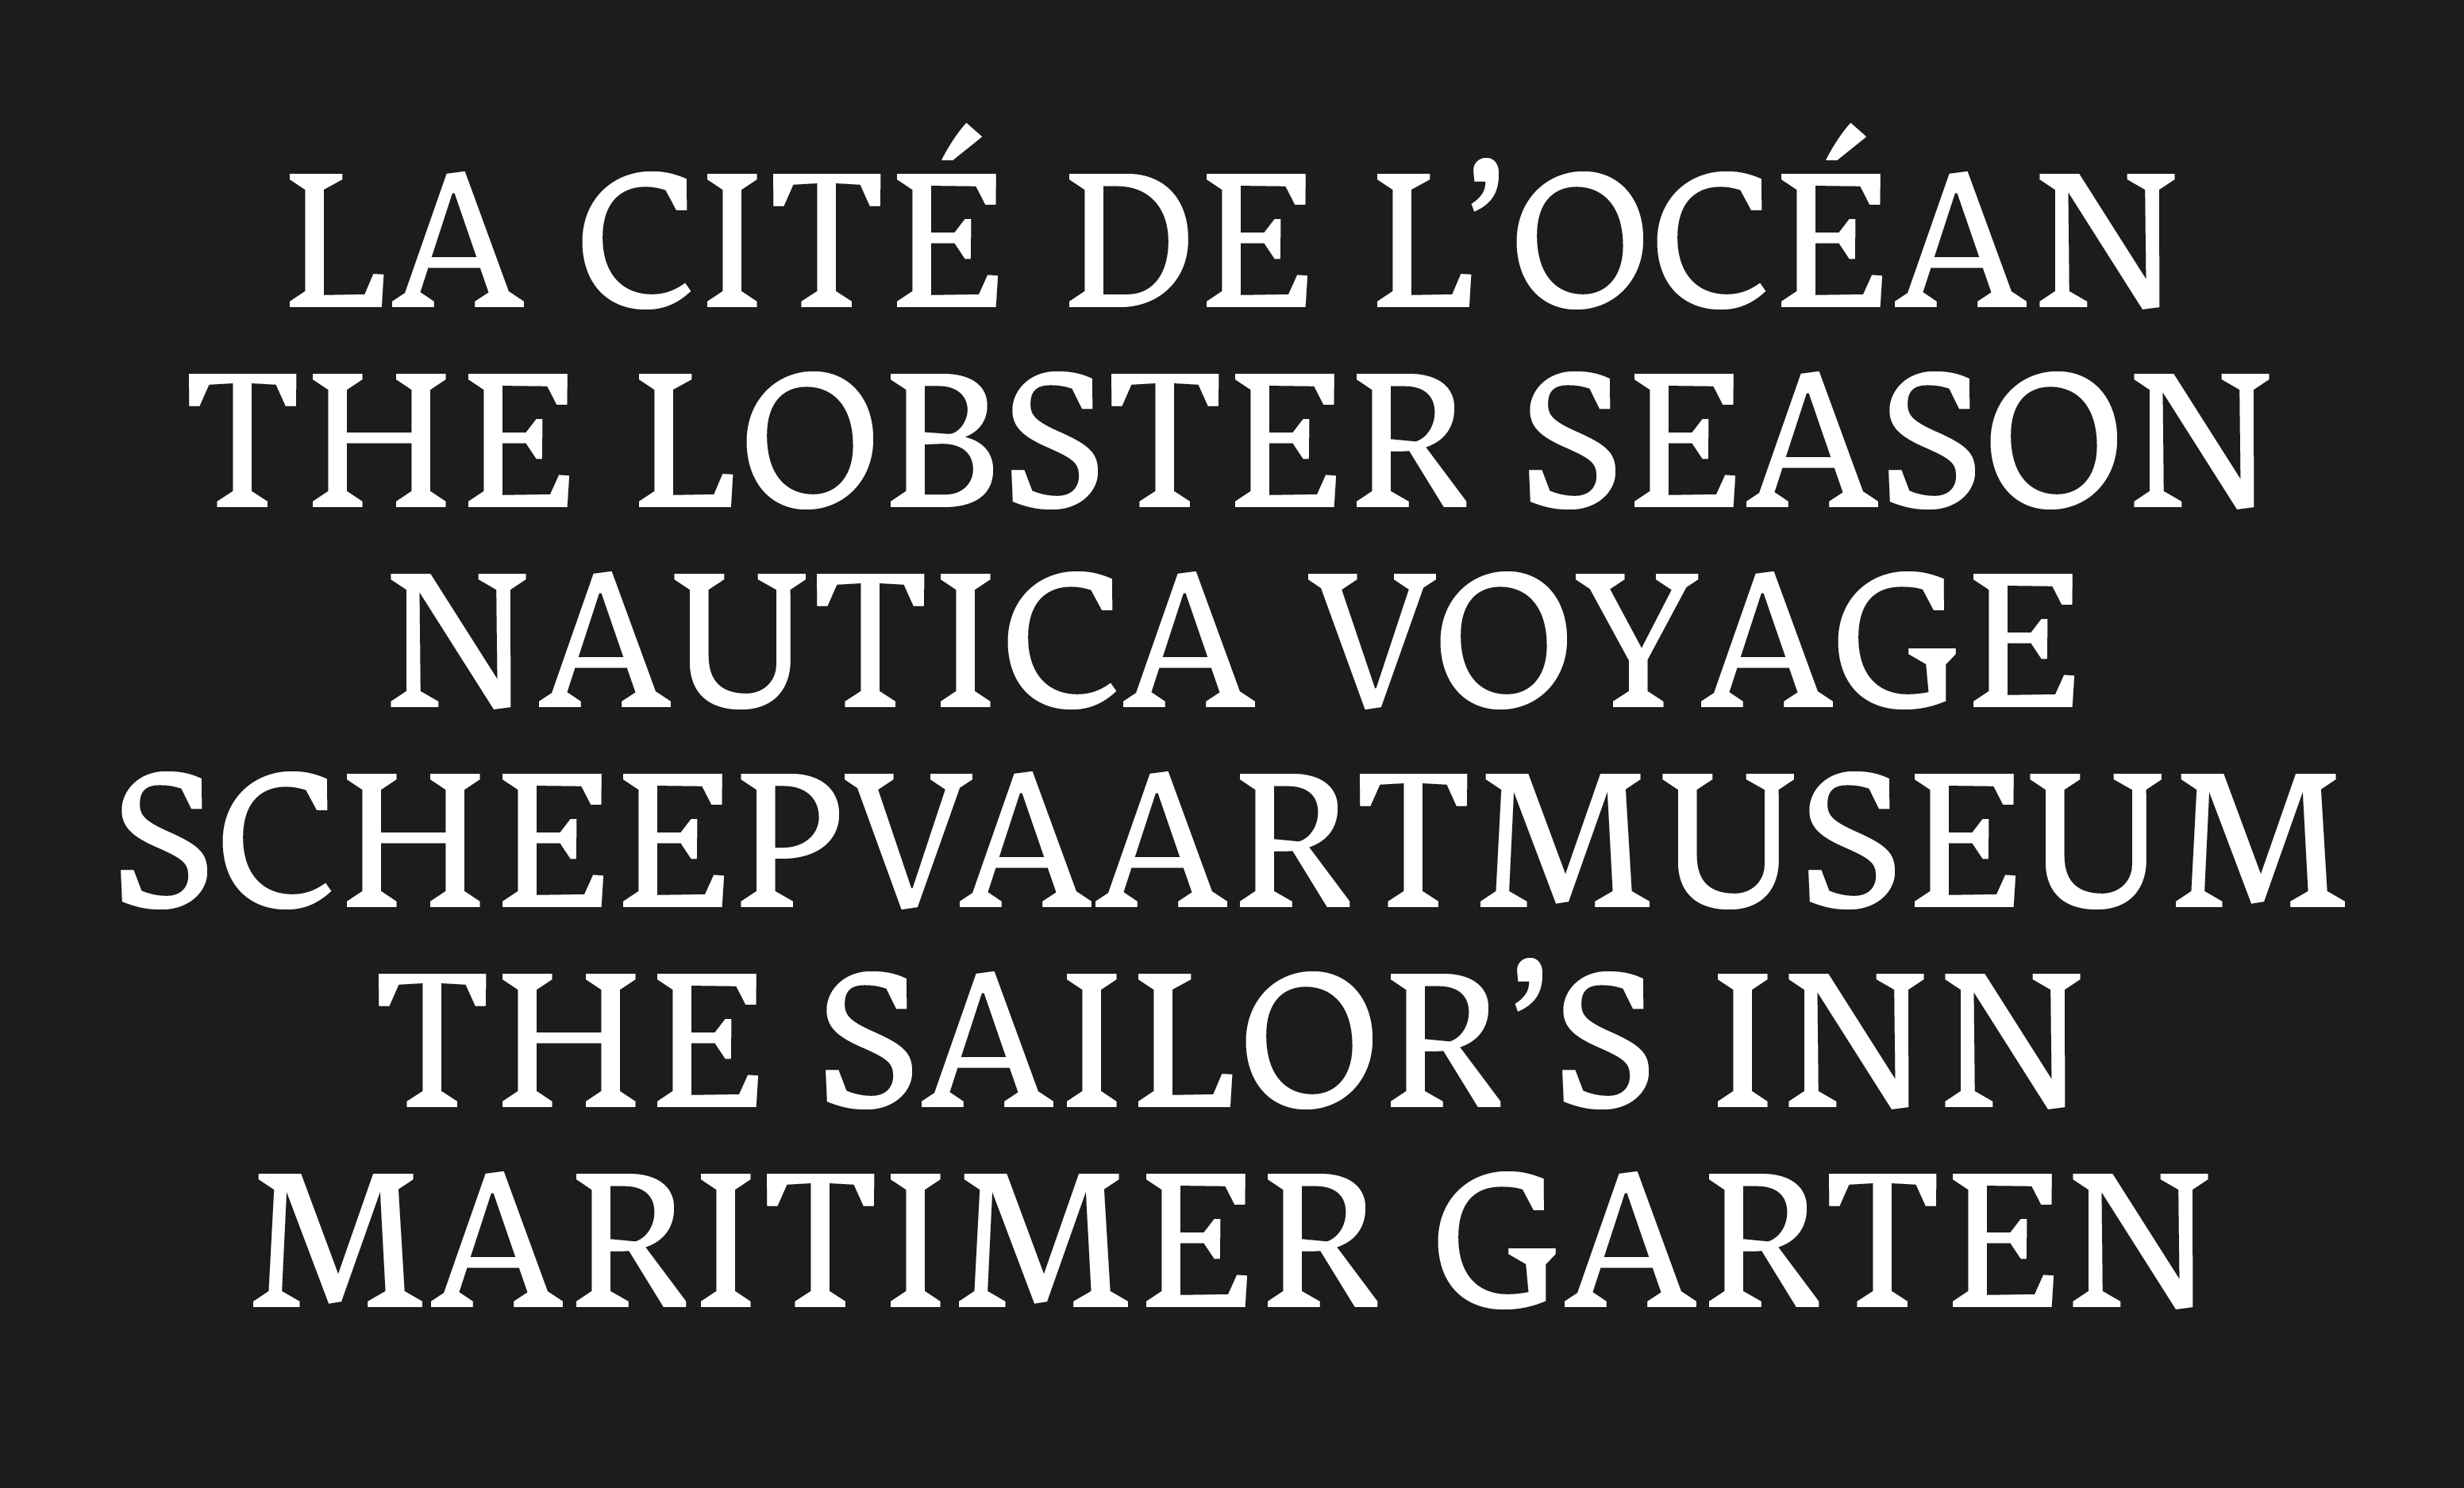 LA CITÉ DE L’OCÉAN
THE LOBSTER SEASON
NAUTICA VOYAGE
SCHEEPVAARTMUSEUM
THE SAILOR’S INN
MARITIMER GARTEN